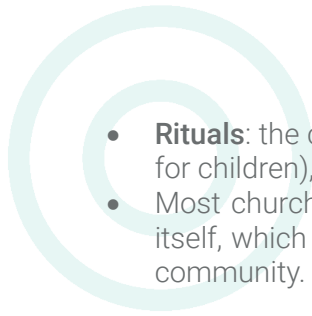 ● Rituals: the
for children),
● Most church
itself, which
community.